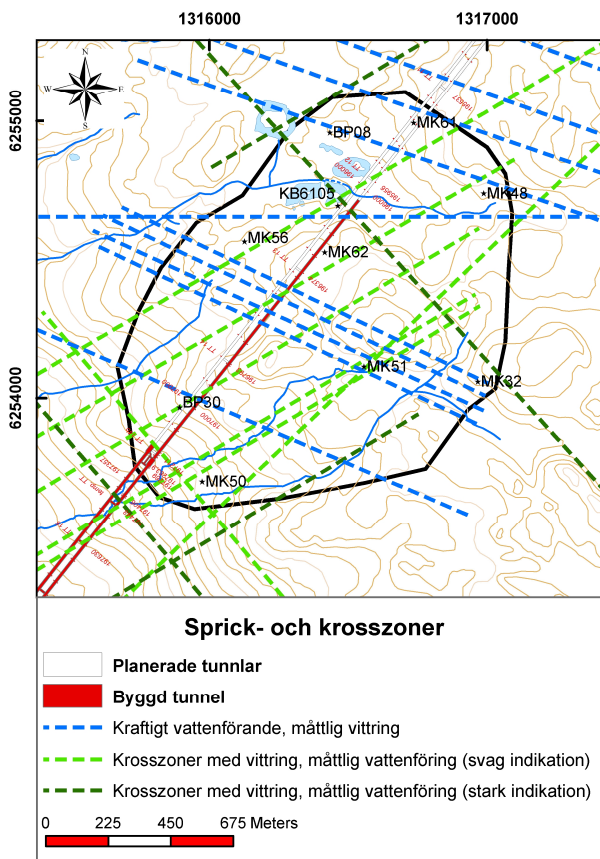 1316000 1317000
6255000
6254000
N
W E
S
BP08
MK61
KB6105
MK48
MK56
MK62
MK51
MK32
BP30
MK50
196637
197630
Sprick- och krosszoner
Planerade tunnlar
Byggd tunnel
Kraftigt vattenförande, måttlig vittring
Krosszoner med vittring, måttlig vattenföring (svag indikation)
Krosszoner med vittring, måttlig vattenföring (stark indikation)
0 225 450 675 Meters